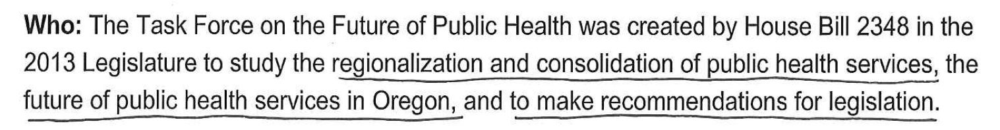 Who: The Task Force on the Future of Public Health was created by House Bill 2348 in the
2013 Legislature to study the regionalization and consolidation of public health services, the
future of public health services in Oregon, and to make recommendations for legislation.